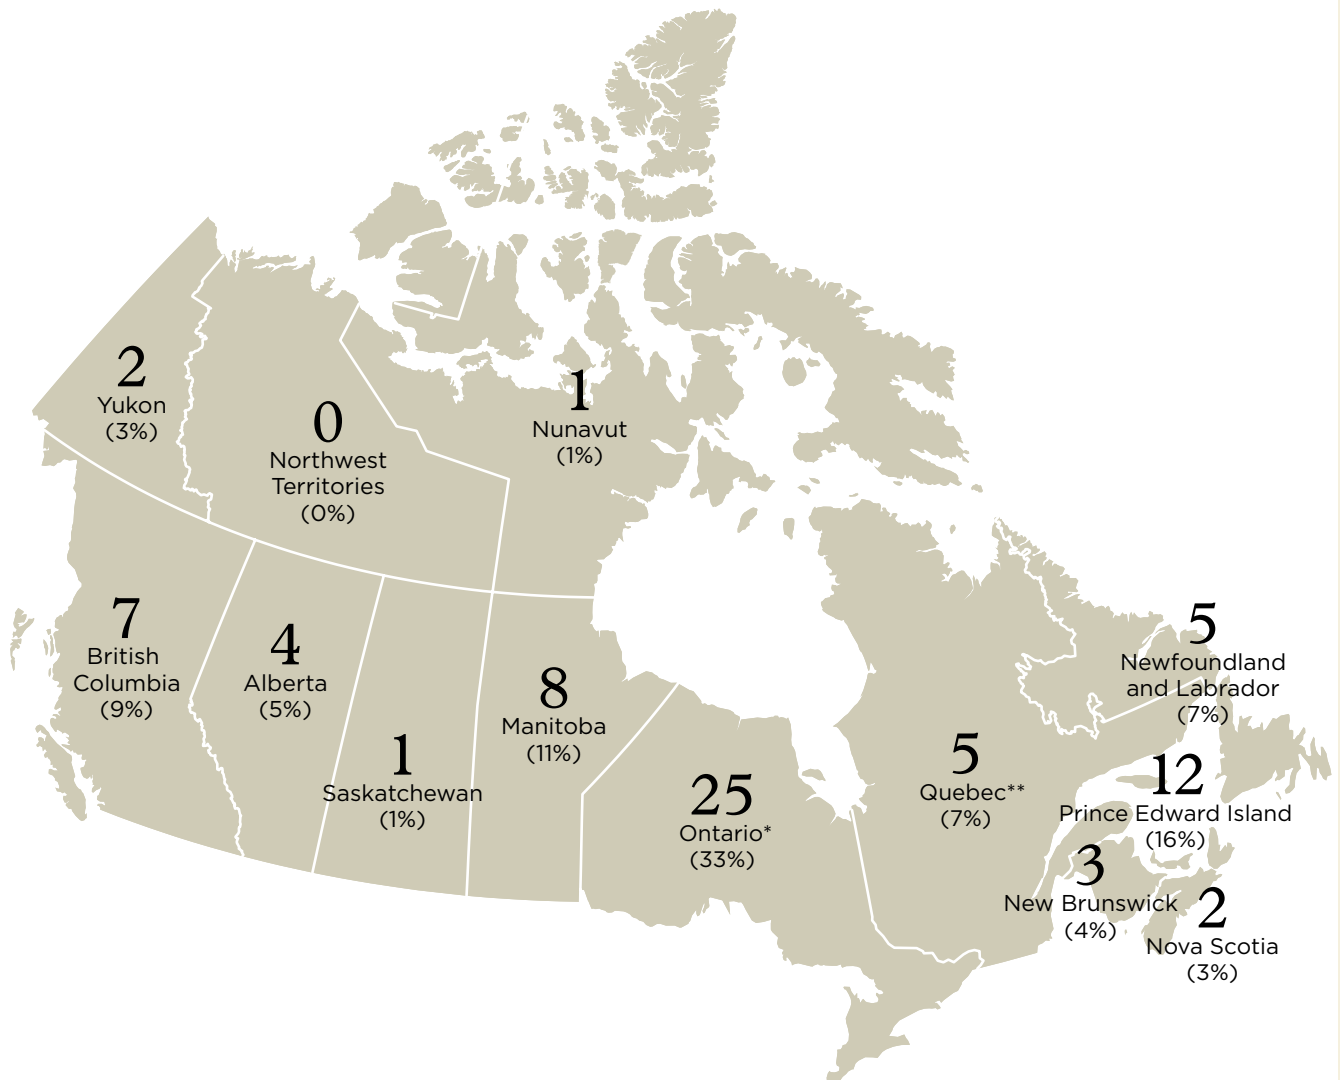 2
Yukon
(3%)
0
Northwest
Territories
(0%)
1
Nunavut
(1%)
7
British
Columbia
(9%)
4
Alberta
(5%)
1
Saskatchewan
(1%)
8
Manitoba
(11%)
25
Ontario*
(33%)
5
Quebec**
(7%)
5
Newfoundland
and Labrador
(7%)
12
Prince Edward Island
(16%)
3
New Brunswick
(4%)
2
Nova Scotia
(3%)